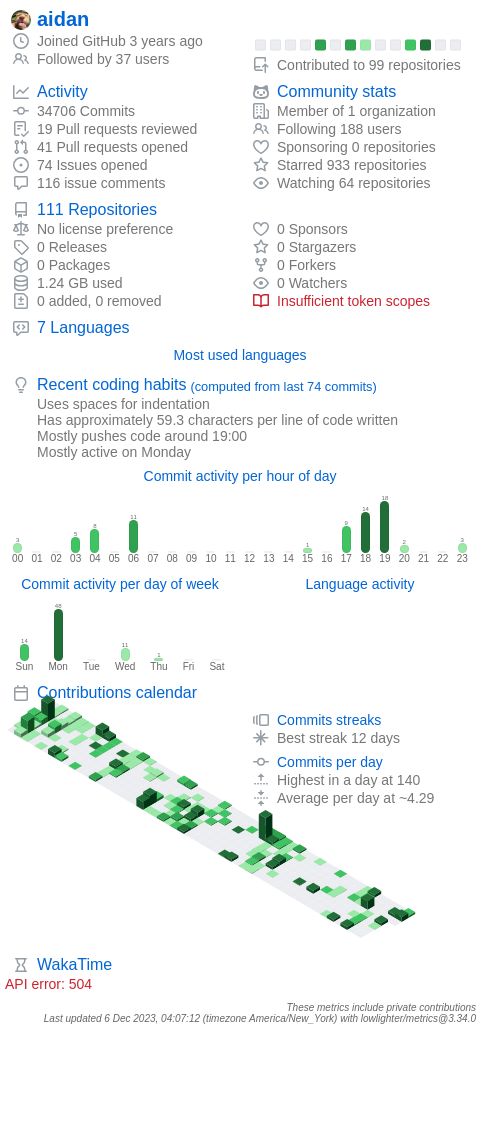 aidan
Joined GitHub 3 years ago
Followed by 37 users
Contributed to 99 repositories
Activity
34706 Commits
19 Pull requests reviewed
41 Pull requests opened
74 Issues opened
116 issue comments
Community stats
Member of 1 organization
Following 188 users
Sponsoring 0 repositories
Starred 933 repositories
Watching 64 repositories
111 Repositories
No license preference
0 Releases
0 Packages
1.24 GB used
0 added, 0 removed
0 Sponsors
0 Stargazers
0 Forkers
0 Watchers
Insufficient token scopes
7 Languages
Most used languages
Recent coding habits (computed from last 74 commits)
Uses spaces for indentation
Has approximately 59.3 characters per line of code written
Mostly pushes code around 19:00
Mostly active on Monday
Commit activity per hour of day
3 5 8 11 1 9 14 18 2 3
00 01 02 03 04 05 06 07 08 09 10 11 12 13 14 15 16 17 18 19 20 21 22 23
Commit activity per day of week
14 48 11 1
Sun Mon Tue Wed Thu Fri Sat
Language activity
Contributions calendar
Commits streaks
Best streak 12 days
Commits per day
Highest in a day at 140
Average per day at ~4.29
WakaTime
API error: 504
These metrics include private contributions
Last updated 6 Dec 2023, 04:07:12 (timezone America/New_York) with lowlighter/metrics@3.34.0